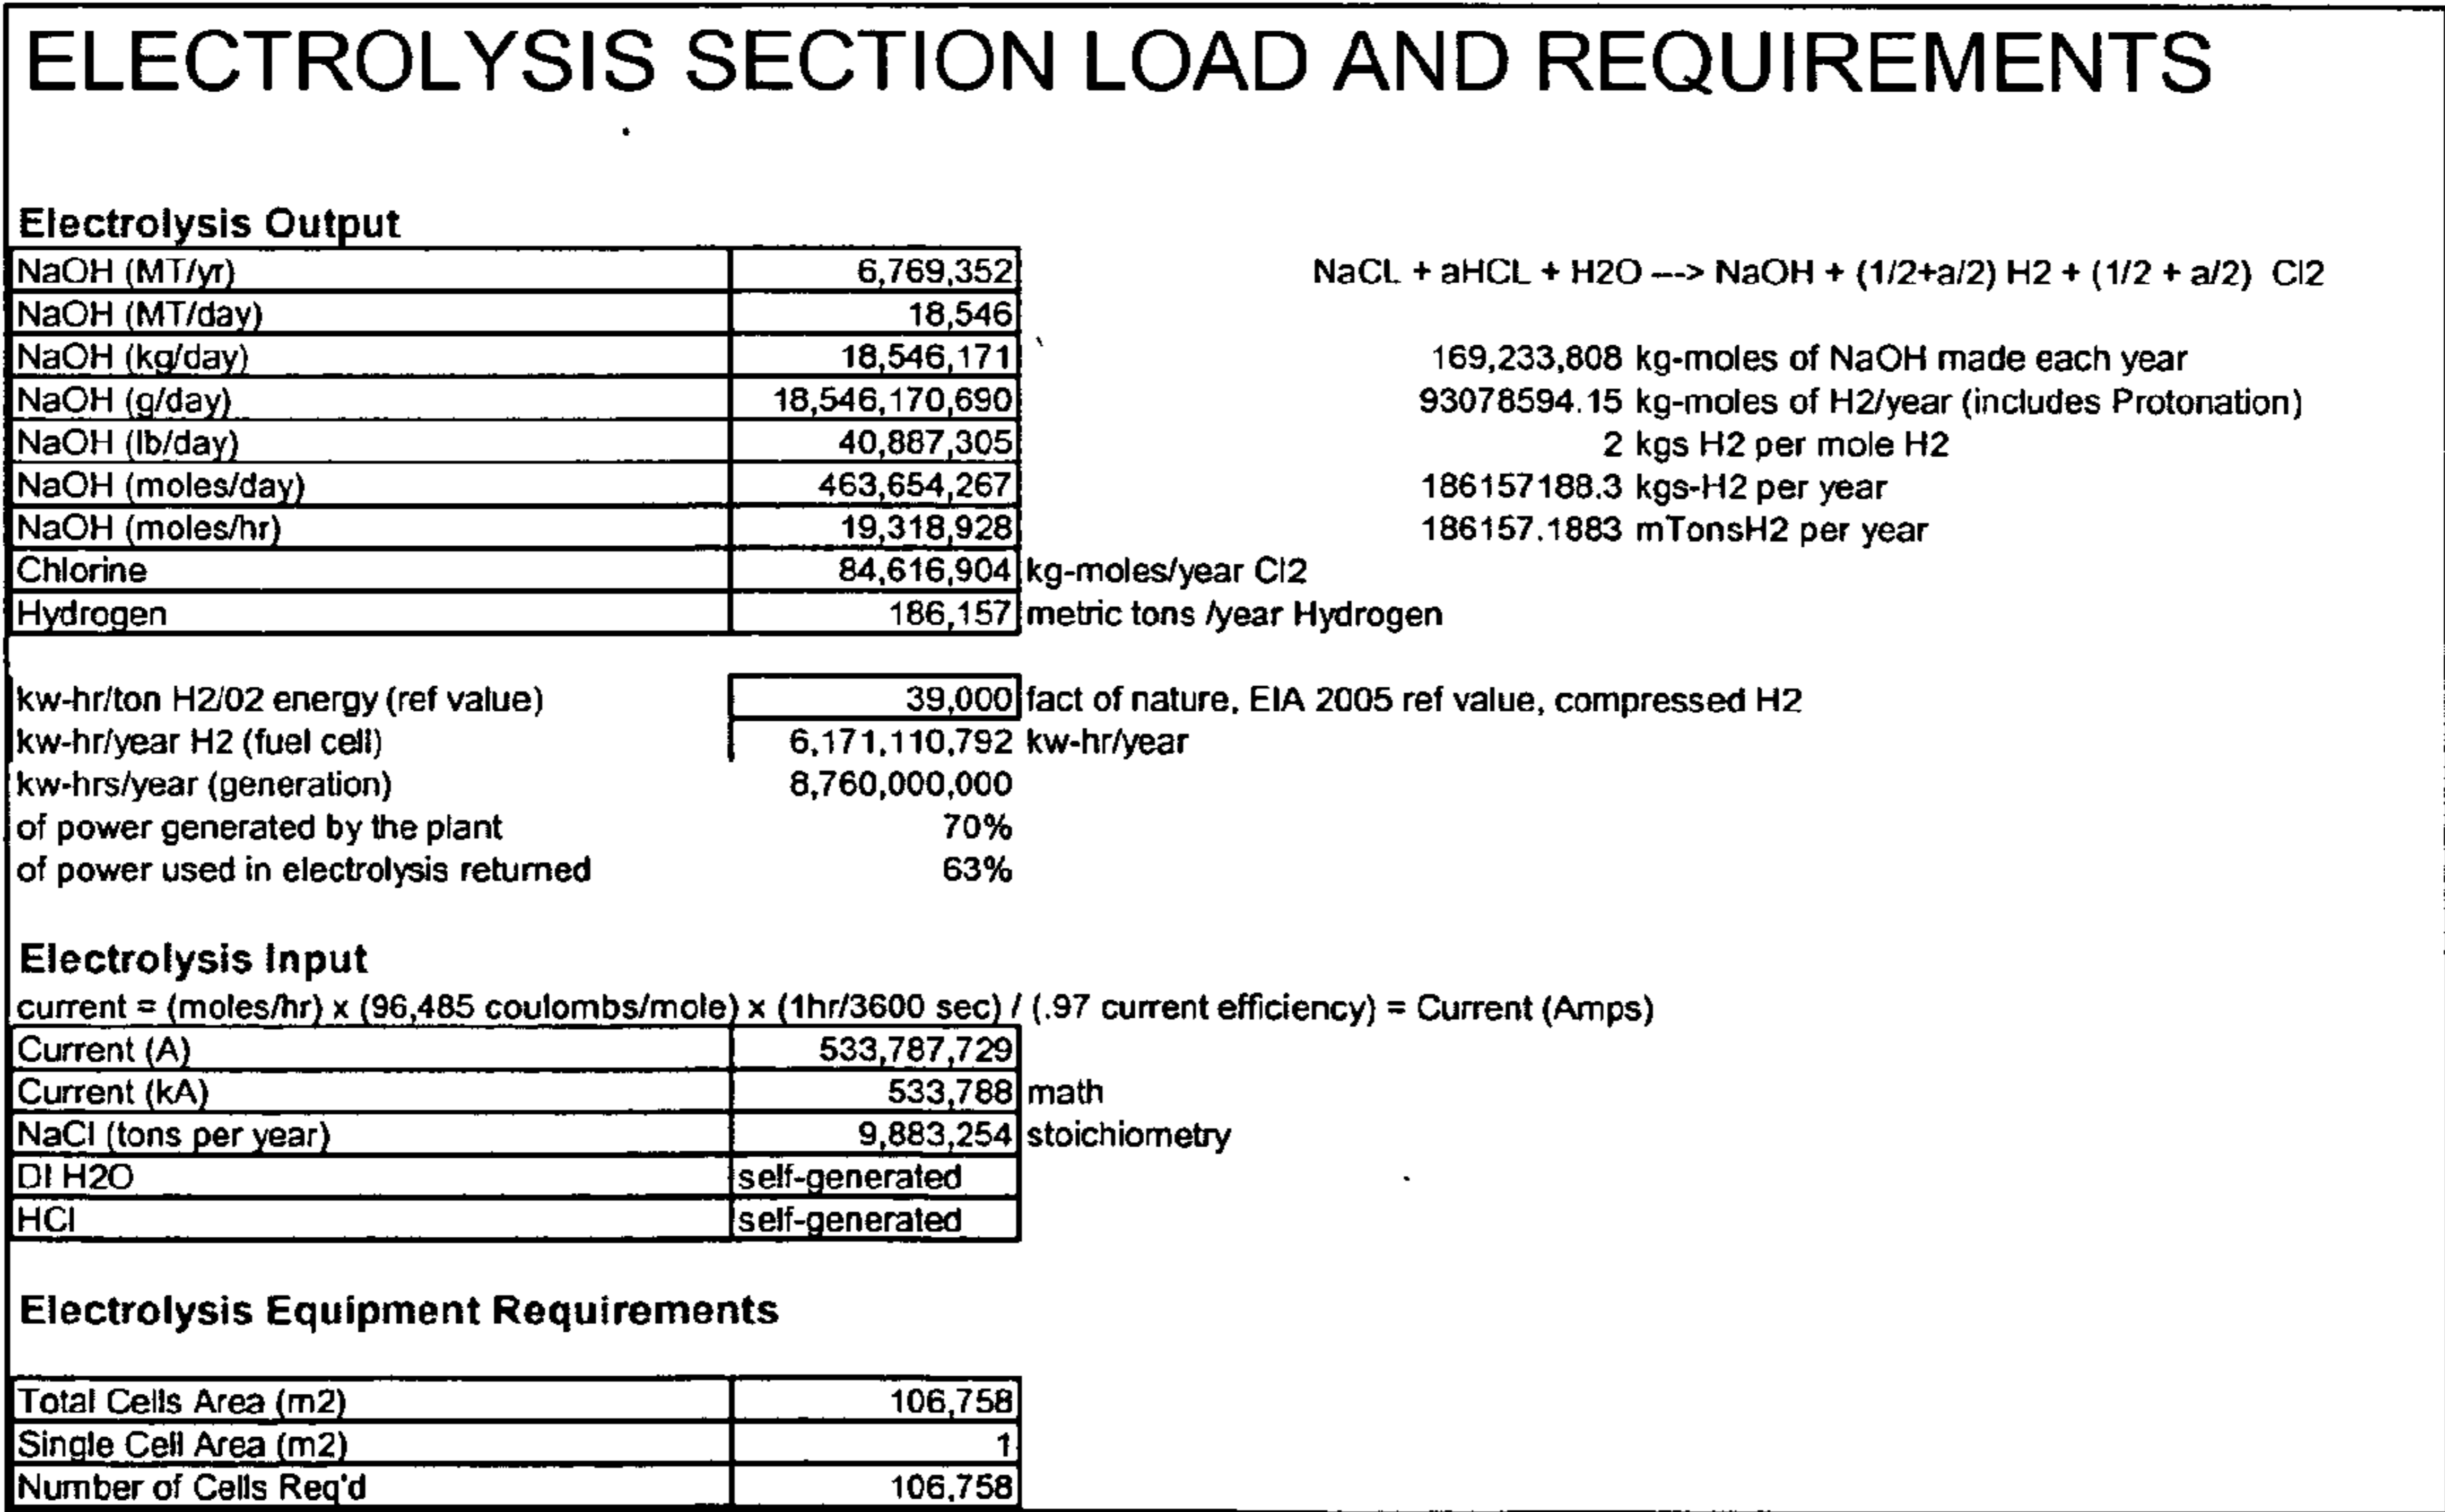 ELECTROLYSIS SECTION LOAD AND REQUIREMENTS
Electrolysis Output
NaOH (MT/yr) 6,769,352 NaCL + aHCL + H2O ---> NaOH + (1/2+a/2) H2 + (1/2 + a/2) Cl2
NaOH (MT/day) 18,546
NaOH (kg/day) 18,546,171 169,233,808 kg-moles of NaOH made each year
NaOH (g/day) 18,546,170,690 93078594.15 kg-moles of H2/year (includes Protonation)
NaOH (lb/day) 40,887,305 2 kgs H2 per mole H2
NaOH (moles/day) 463,654,267 186157188.3 kgs-H2 per year
NaOH (moles/hr) 19,318,928 186157.1883 mTonsH2 per year
Chlorine 84,616,904 kg-moles/year Cl2
Hydrogen 186,157 metric tons /year Hydrogen
kw-hr/ton H2/02 energy (ref value) 39,000 fact of nature, EIA 2005 ref value, compressed H2
kw-hr/year H2 (fuel cell) 6,171,110,792 kw-hr/year
kw-hrs/year (generation) 8,760,000,000
of power generated by the plant 70%
of power used in electrolysis returned 63%
Electrolysis Input
current = (moles/hr) x (96,485 coulombs/mole) x (1hr/3600 sec) / (.97 current efficiency) = Current (Amps)
Current (A) 533,787,729
Current (kA) 533,788 math
NaCl (tons per year) 9,883,254 stoichiometry
DI H2O self-generated
HCl self-generated
Electrolysis Equipment Requirements
Total Cells Area (m2) 106,758
Single Cell Area (m2) 1
Number of Cells Req'd 106,758